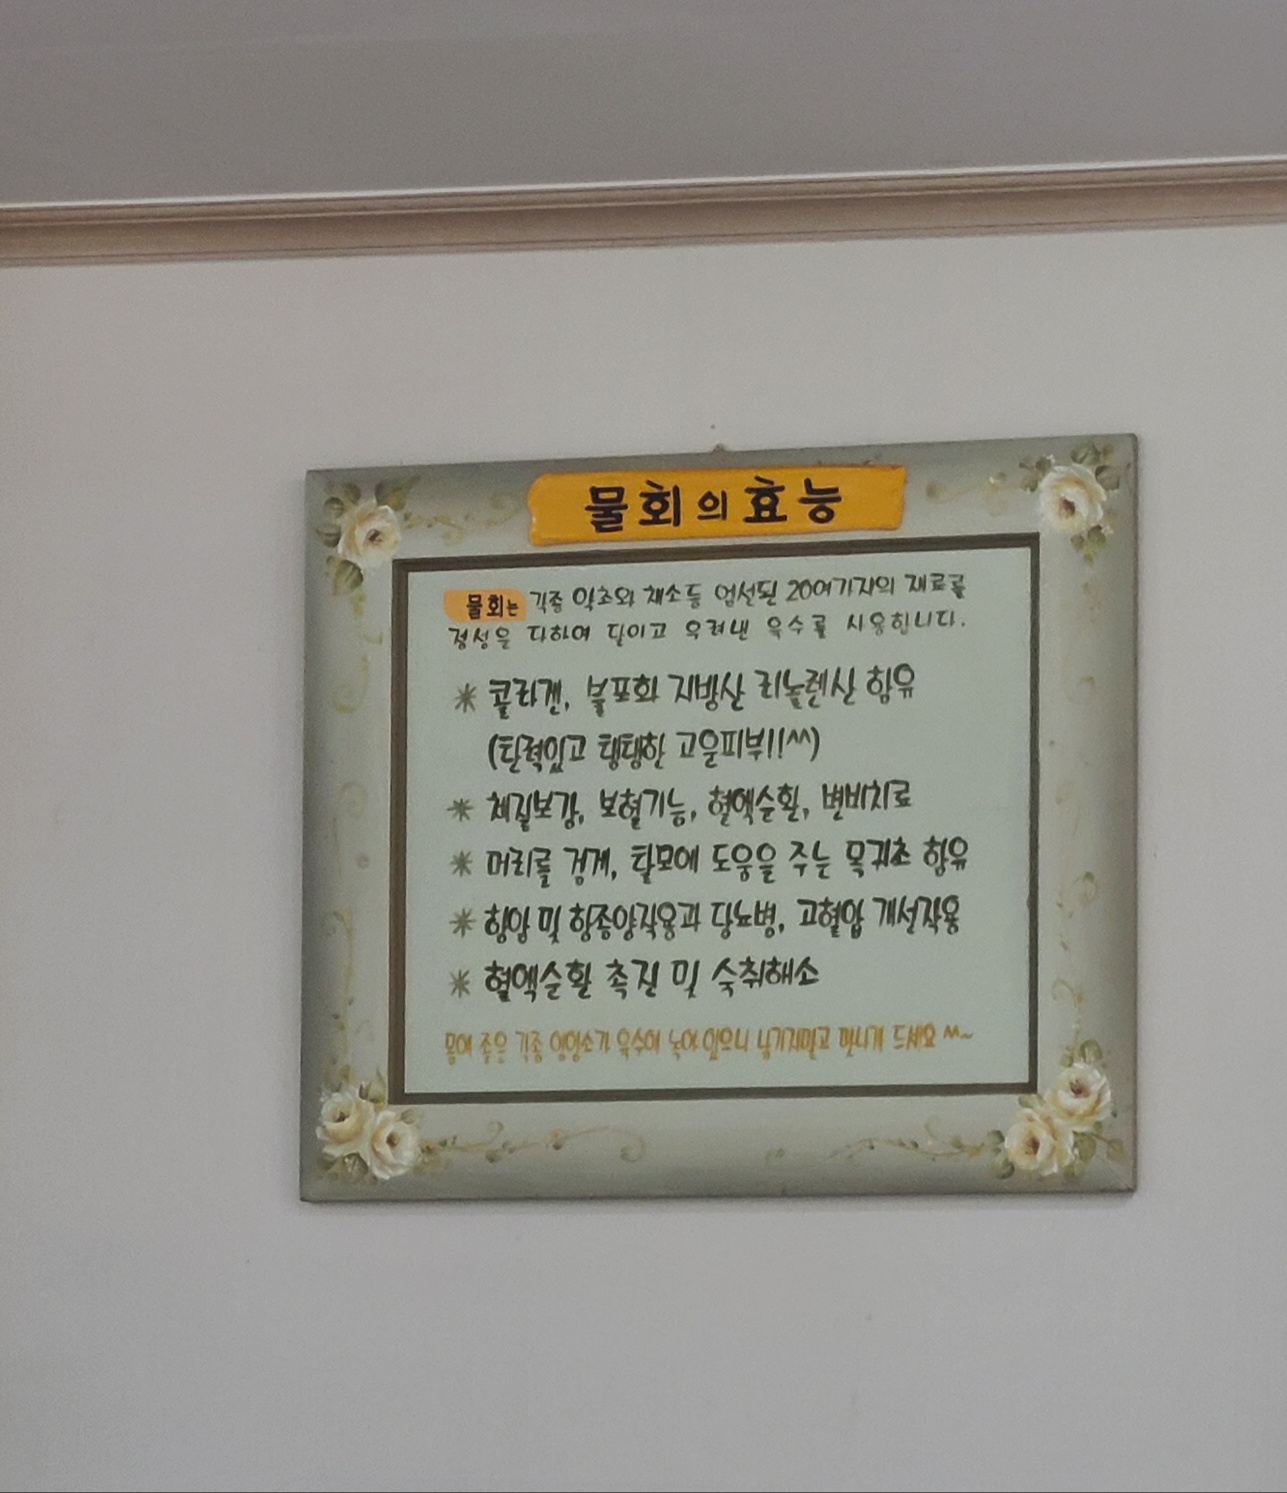 물회의 효능
물회는 각종 약초와 채소등 엄선된 20여가지의 재료를
정성을 다하여 달이고 우려낸 육수를 사용합니다.
* 콜라겐, 불포화 지방산 리놀렌산 함유
(탄력있고 탱탱한 고운피부!!^^)
* 체질보강, 보혈기능, 혈액순환, 변비치료
* 머리를 검게, 탈모에 도움을 주는 목귀초 함유
* 항암 및 항종양작용과 당뇨병, 고혈압 개선작용
* 혈액순환 촉진 및 숙취해소
몸에 좋은 각종 영양소가 육수에 녹아 있으니 남기지말고 맛나게 드세요 ^^~